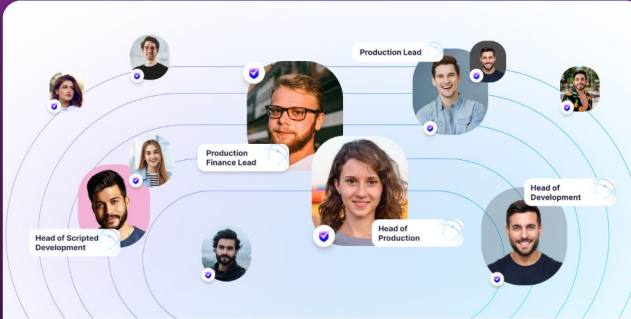 Production Lead
Production
Finance Lead
Head of
Development
Head of
Production
Head of Scripted
Development